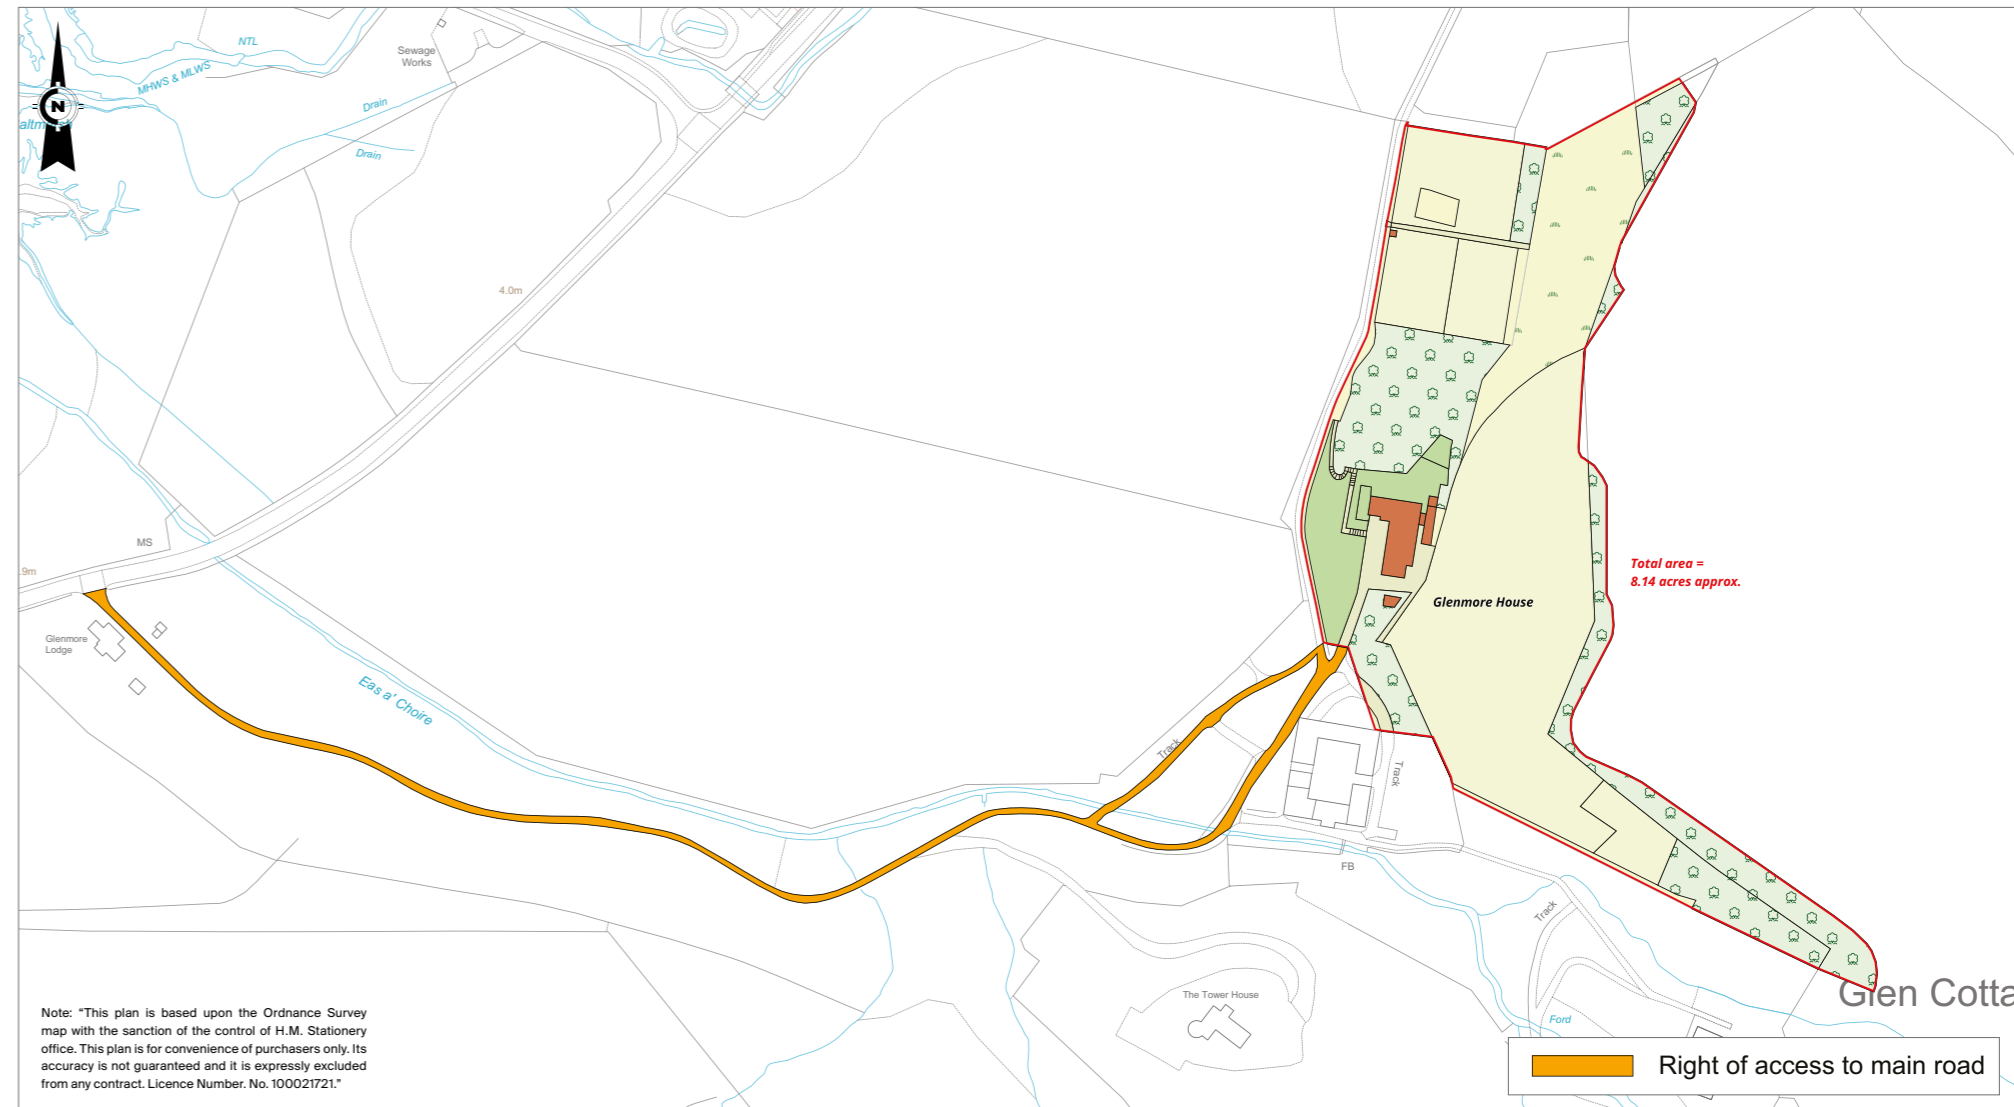 NTL
Sewage
Works
MHWS & MLWS
Drain
N
Drain
4.0m
MS
9m
Glenmore
Lodge
Eas a' Choire
Track
Track
FB
Track
The Tower House
Ford
Glenmore House
Total area =
8.14 acres approx.
Glen Cotta
Note: “This plan is based upon the Ordnance Survey
map with the sanction of the control of H.M. Stationery
office. This plan is for convenience of purchasers only. Its
accuracy is not guaranteed and it is expressly excluded
from any contract. Licence Number. No. 100021721.”
Right of access to main road